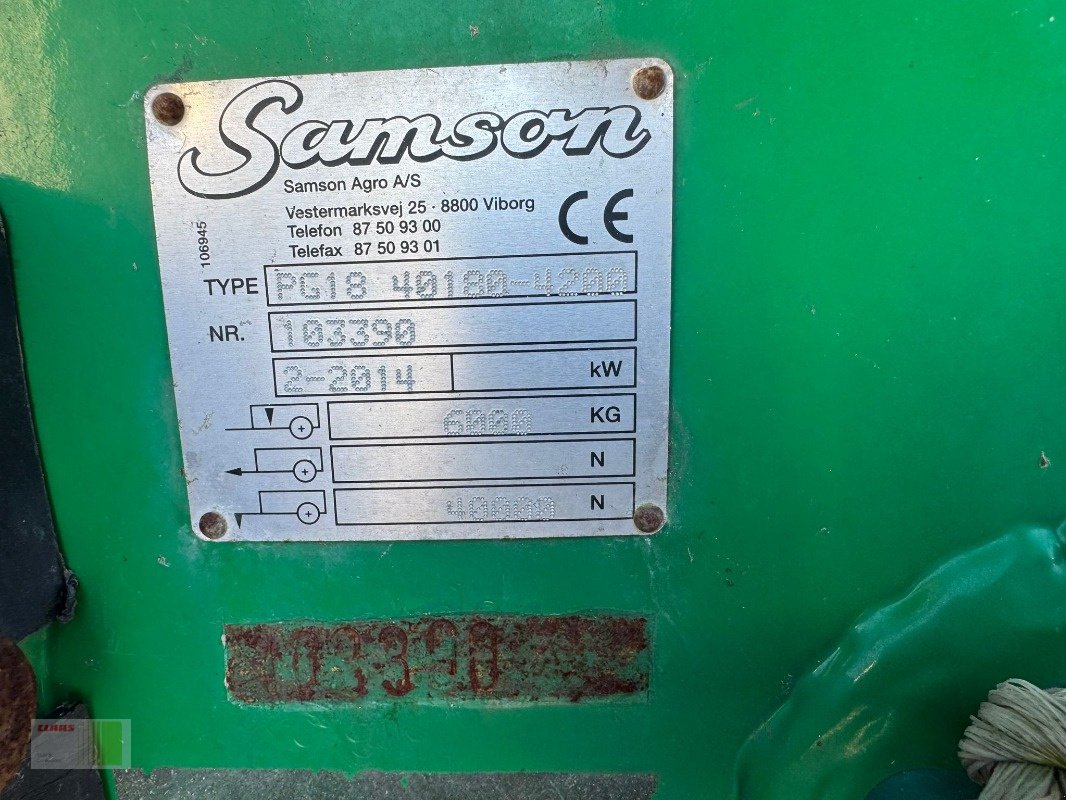 Samson
Samson Agro A/S
Vestermarksvej 25 · 8800 Viborg
Telefon 87 50 93 00
Telefax 87 50 93 01
CE
106945
TYPE PG18 40180-4200
NR. 103390
2-2014 kW
6000 KG
N
40000 N
103390
CLAAS